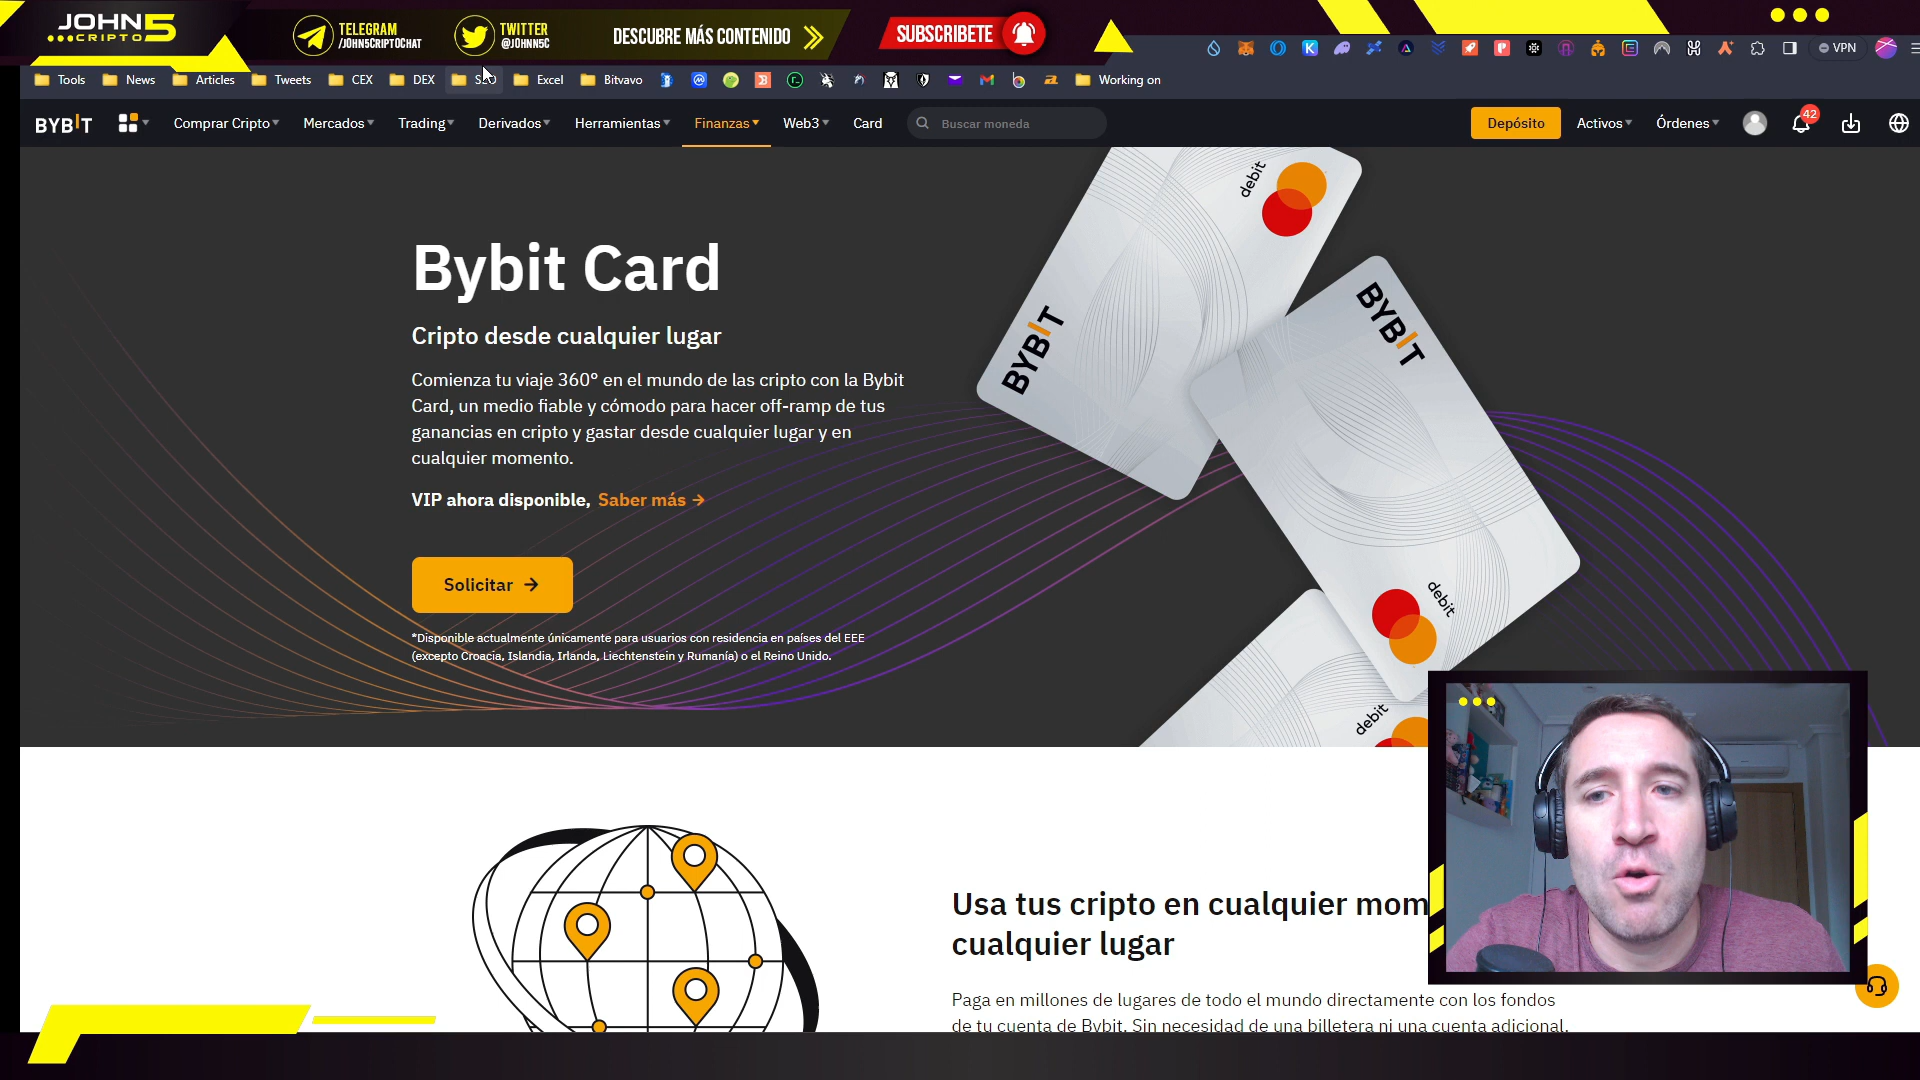 JOHN 5
CRIPTO
TELEGRAM
/JOHN5CRIPTOCHAT
TWITTER
@J0HNN5C
DESCUBRE MÁS CONTENIDO
SUSCRIBETE
VPN
Tools
News
Articles
Tweets
CEX
DEX
Excel
Bitvavo
Working on
BYBIT
Comprar Cripto
Mercados
Trading
Derivados
Herramientas
Finanzas
Web3
Card
Buscar moneda
Depósito
Activos
Órdenes
42
Bybit Card
Cripto desde cualquier lugar
Comienza tu viaje 360° en el mundo de las cripto con la Bybit
Card, un medio fiable y cómodo para hacer off-ramp de tus
ganancias en cripto y gastar desde cualquier lugar y en
cualquier momento.
VIP ahora disponible, Saber más →
Solicitar →
*Disponible actualmente únicamente para usuarios con residencia en países del EEE
(excepto Croacia, Islandia, Irlanda, Liechtenstein y Rumanía) o el Reino Unido.
debit
BYBIT
BYBIT
debit
debit
Usa tus cripto en cualquier mom
cualquier lugar
Paga en millones de lugares de todo el mundo directamente con los fondos
de tu cuenta de Bybit. Sin necesidad de una billetera ni una cuenta adicional.